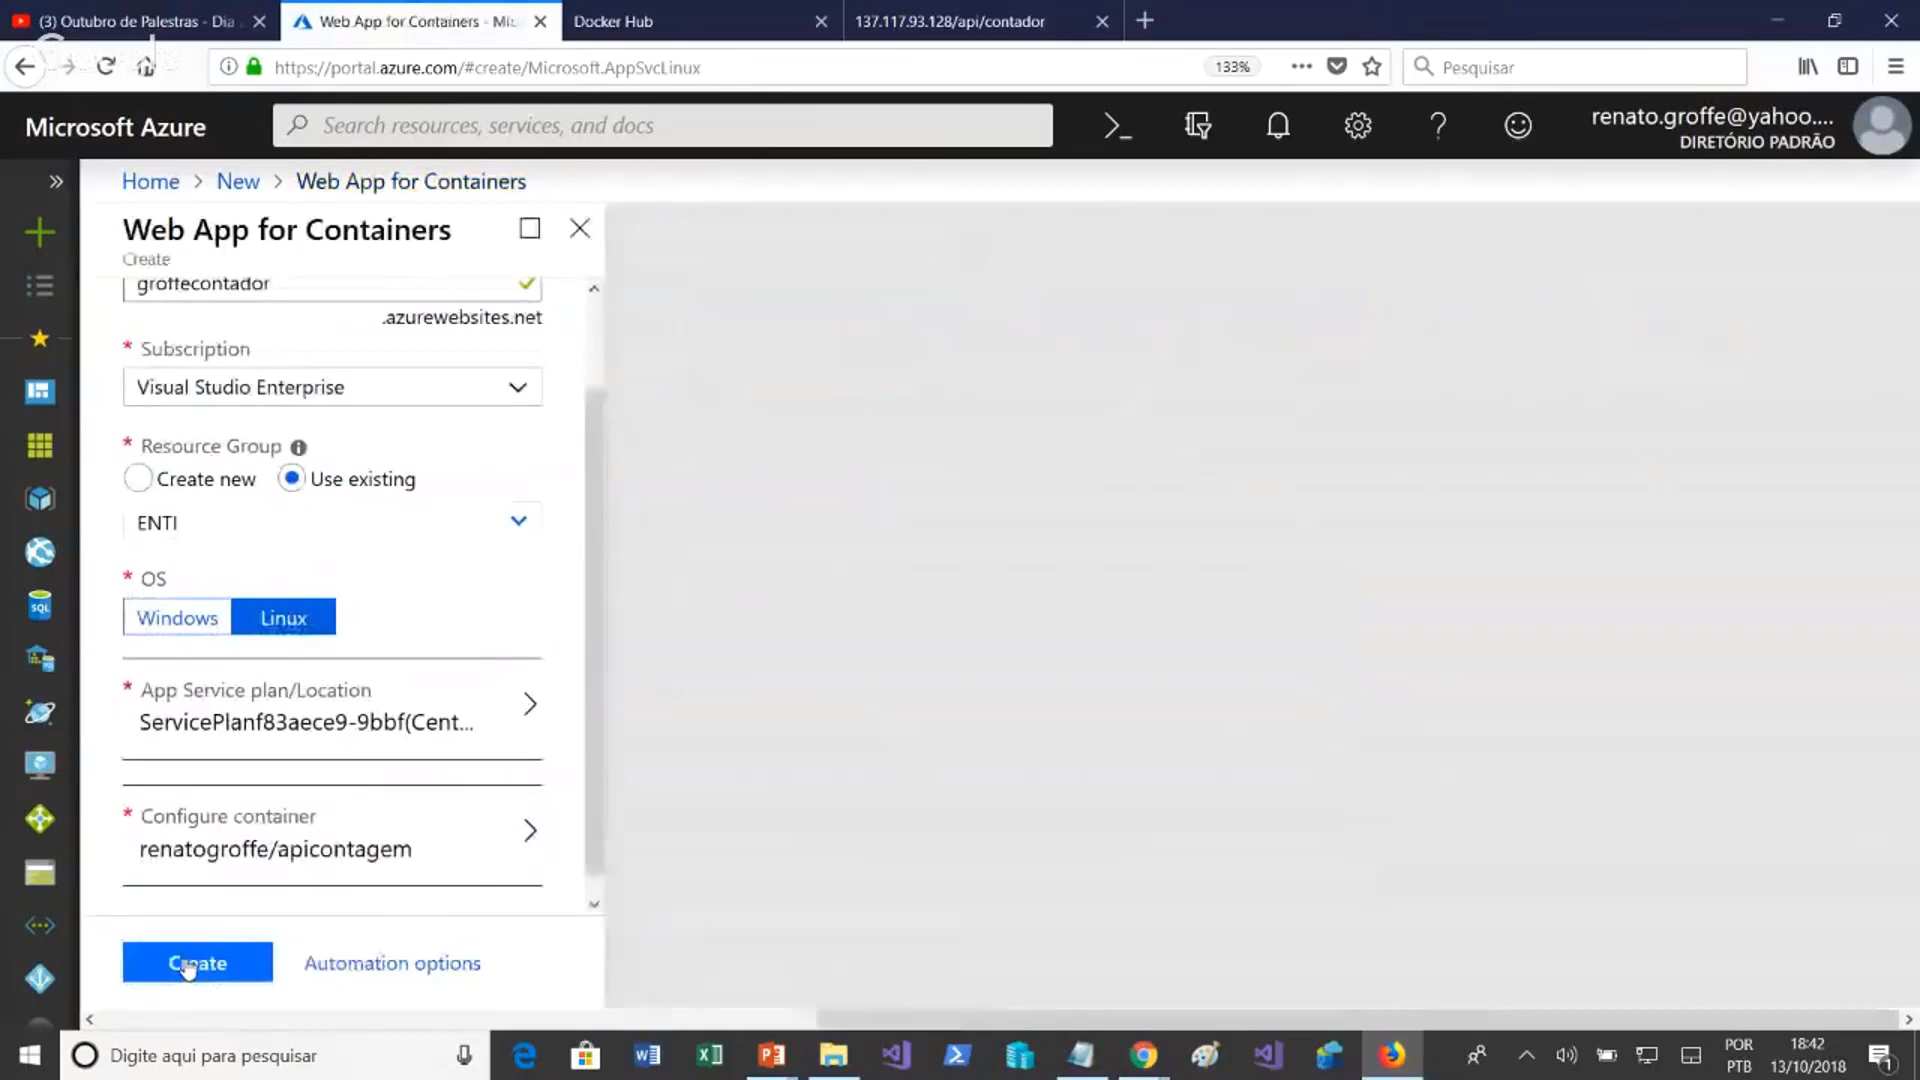 (3) Outubro de Palestras - Dia
Web App for Containers - Mic
Docker Hub
137.117.93.128/api/contador
https://portal.azure.com/#create/Microsoft.AppSvcLinux
133%
Pesquisar
Microsoft Azure
Search resources, services, and docs
renato.groffe@yahoo....
DIRETÓRIO PADRÃO
Home > New > Web App for Containers
Web App for Containers
Create
groffecontador
.azurewebsites.net
* Subscription
Visual Studio Enterprise
* Resource Group
Create new
Use existing
ENTI
* OS
Windows
Linux
* App Service plan/Location
ServicePlanf83aece9-9bbf(Cent...
* Configure container
renatogroffe/apicontagem
Create
Automation options
SQL
Digite aqui para pesquisar
POR
PTB
18:42
13/10/2018
1